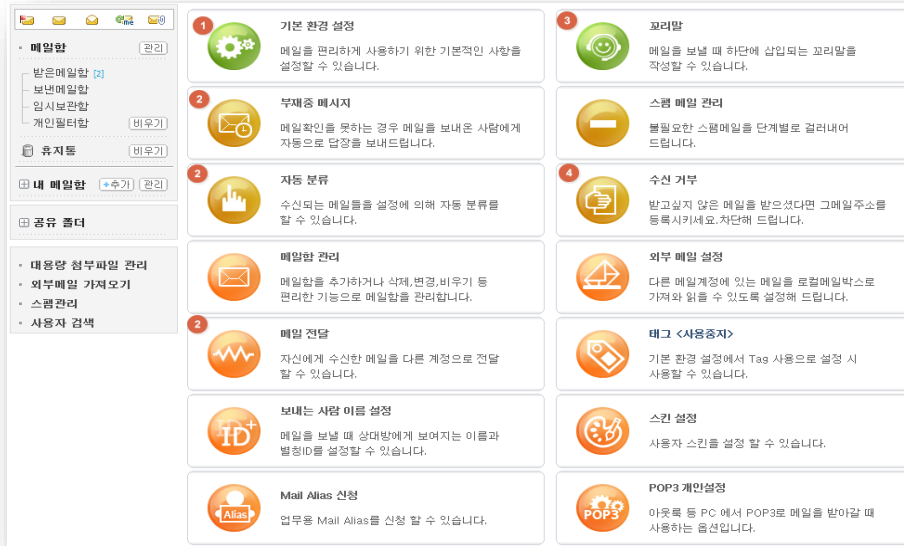 메일함 관리
받은메일함 [2]
보낸메일함
임시보관함
개인필터함 비우기
휴지통 비우기
내 메일함 +추가 관리
공유 폴더
대용량 첨부파일 관리
외부메일 가져오기
스팸관리
사용자 검색
1
기본 환경 설정
메일을 편리하게 사용하기 위한 기본적인 사항을
설정할 수 있습니다.
3
꼬리말
메일을 보낼 때 하단에 삽입되는 꼬리말을
작성할 수 있습니다.
2
부재중 메시지
메일확인을 못하는 경우 메일을 보내온 사람에게
자동으로 답장을 보내드립니다.
스팸 메일 관리
불필요한 스팸메일을 단계별로 걸러내어
드립니다.
2
자동 분류
수신되는 메일들을 설정에 의해 자동 분류를
할 수 있습니다.
4
수신 거부
받고싶지 않은 메일을 받으셨다면 그메일주소를
등록시키세요.차단해 드립니다.
메일함 관리
메일함을 추가하거나 삭제,변경,비우기 등
편리한 기능으로 메일함을 관리합니다.
외부 메일 설정
다른 메일계정에 있는 메일을 로컬메일박스로
가져와 읽을 수 있도록 설정해 드립니다.
2
메일 전달
자신에게 수신한 메일을 다른 계정으로 전달
할 수 있습니다.
태그 <사용중지>
기본 환경 설정에서 Tag 사용으로 설정 시
사용할 수 있습니다.
ID+
보내는 사람 이름 설정
메일을 보낼 때 상대방에게 보여지는 이름과
별칭ID를 설정할 수 있습니다.
스킨 설정
사용자 스킨을 설정 할 수 있습니다.
Alias
Mail Alias 신청
업무용 Mail Alias를 신청 할 수 있습니다.
POP3
POP3 개인설정
아웃룩 등 PC 에서 POP3로 메일을 받아갈 때
사용하는 옵션입니다.